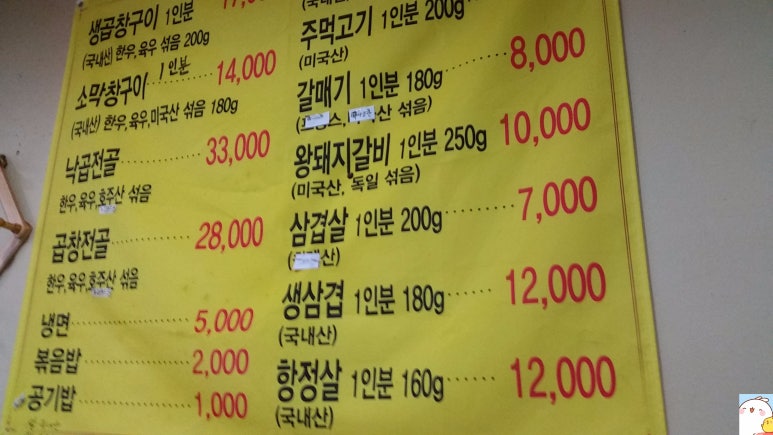 생곱창구이 1인분
(국내산) 한우, 육우 섞음 200g
소막창구이 1인분 14,000
(국내산) 한우, 육우, 미국산 섞음 180g
낙곱전골 33,000
한우, 육우, 호주산 섞음
곱창전골 28,000
한우, 육우, 호주산 섞음
냉면 5,000
볶음밥 2,000
공기밥 1,000
주먹고기 1인분 200g
(미국산) 8,000
갈매기 1인분 180g
산 섞음)
왕돼지갈비 1인분 250g 10,000
(미국산, 독일 섞음)
삼겹살 1인분 200g 7,000
산)
생삼겹 1인분 180g 12,000
(국내산)
항정살 1인분 160g 12,000
(국내산)